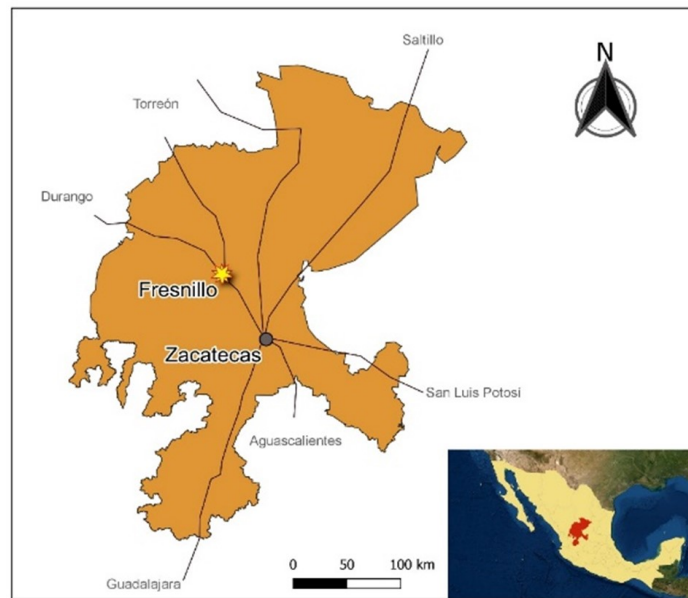 Saltillo
N
Torreón
Durango
Fresnillo
Zacatecas
San Luis Potosí
Aguascalientes
Guadalajara
0 50 100 km